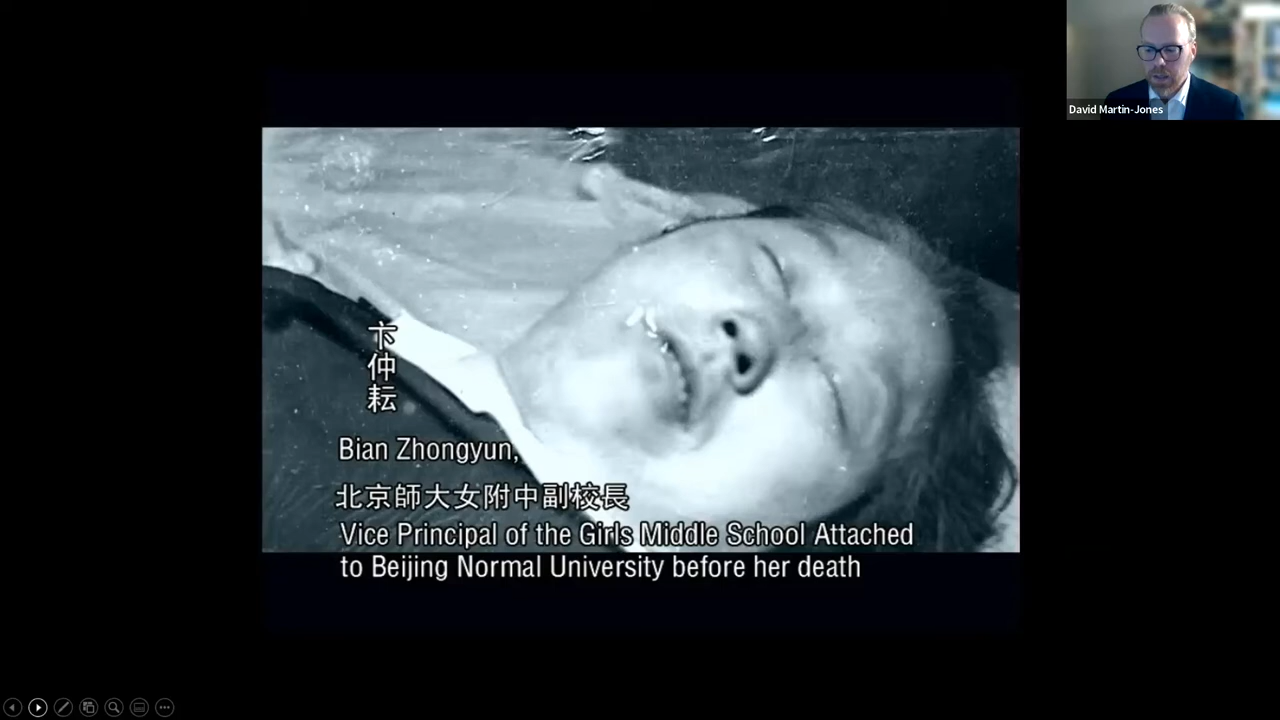 David Martin-Jones
卞仲耘
Bian Zhongyun,
北京師大女附中副校長
Vice Principal of the Girls Middle School Attached
to Beijing Normal University before her death